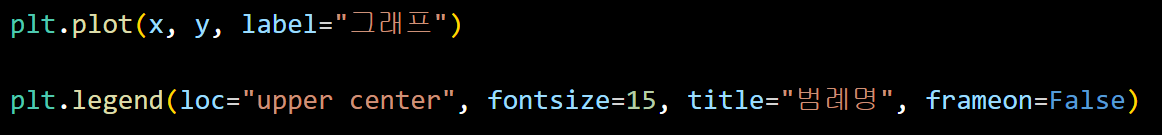 plt.plot(x, y, label="그래프")
plt.legend(loc="upper center", fontsize=15, title="범례명", frameon=False)